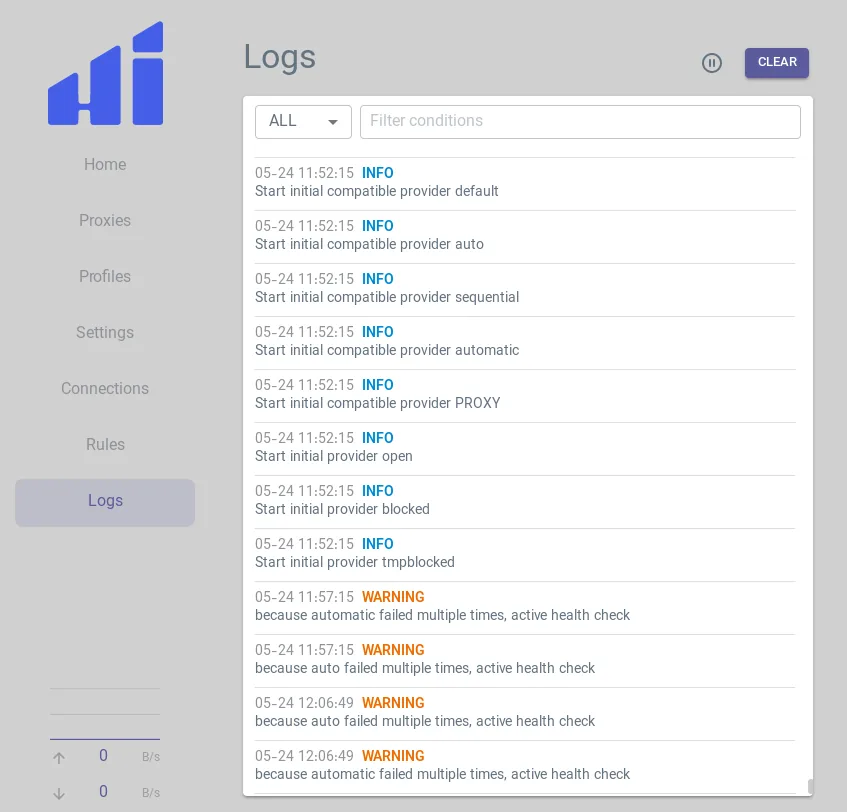 Hi
Home
Proxies
Profiles
Settings
Connections
Rules
Logs
0 B/s
0 B/s
Logs
CLEAR
ALL
Filter conditions
05-24 11:52:15 INFO
Start initial compatible provider default
05-24 11:52:15 INFO
Start initial compatible provider auto
05-24 11:52:15 INFO
Start initial compatible provider sequential
05-24 11:52:15 INFO
Start initial compatible provider automatic
05-24 11:52:15 INFO
Start initial compatible provider PROXY
05-24 11:52:15 INFO
Start initial provider open
05-24 11:52:15 INFO
Start initial provider blocked
05-24 11:52:15 INFO
Start initial provider tmpblocked
05-24 11:57:15 WARNING
because automatic failed multiple times, active health check
05-24 11:57:15 WARNING
because auto failed multiple times, active health check
05-24 12:06:49 WARNING
because auto failed multiple times, active health check
05-24 12:06:49 WARNING
because automatic failed multiple times, active health check